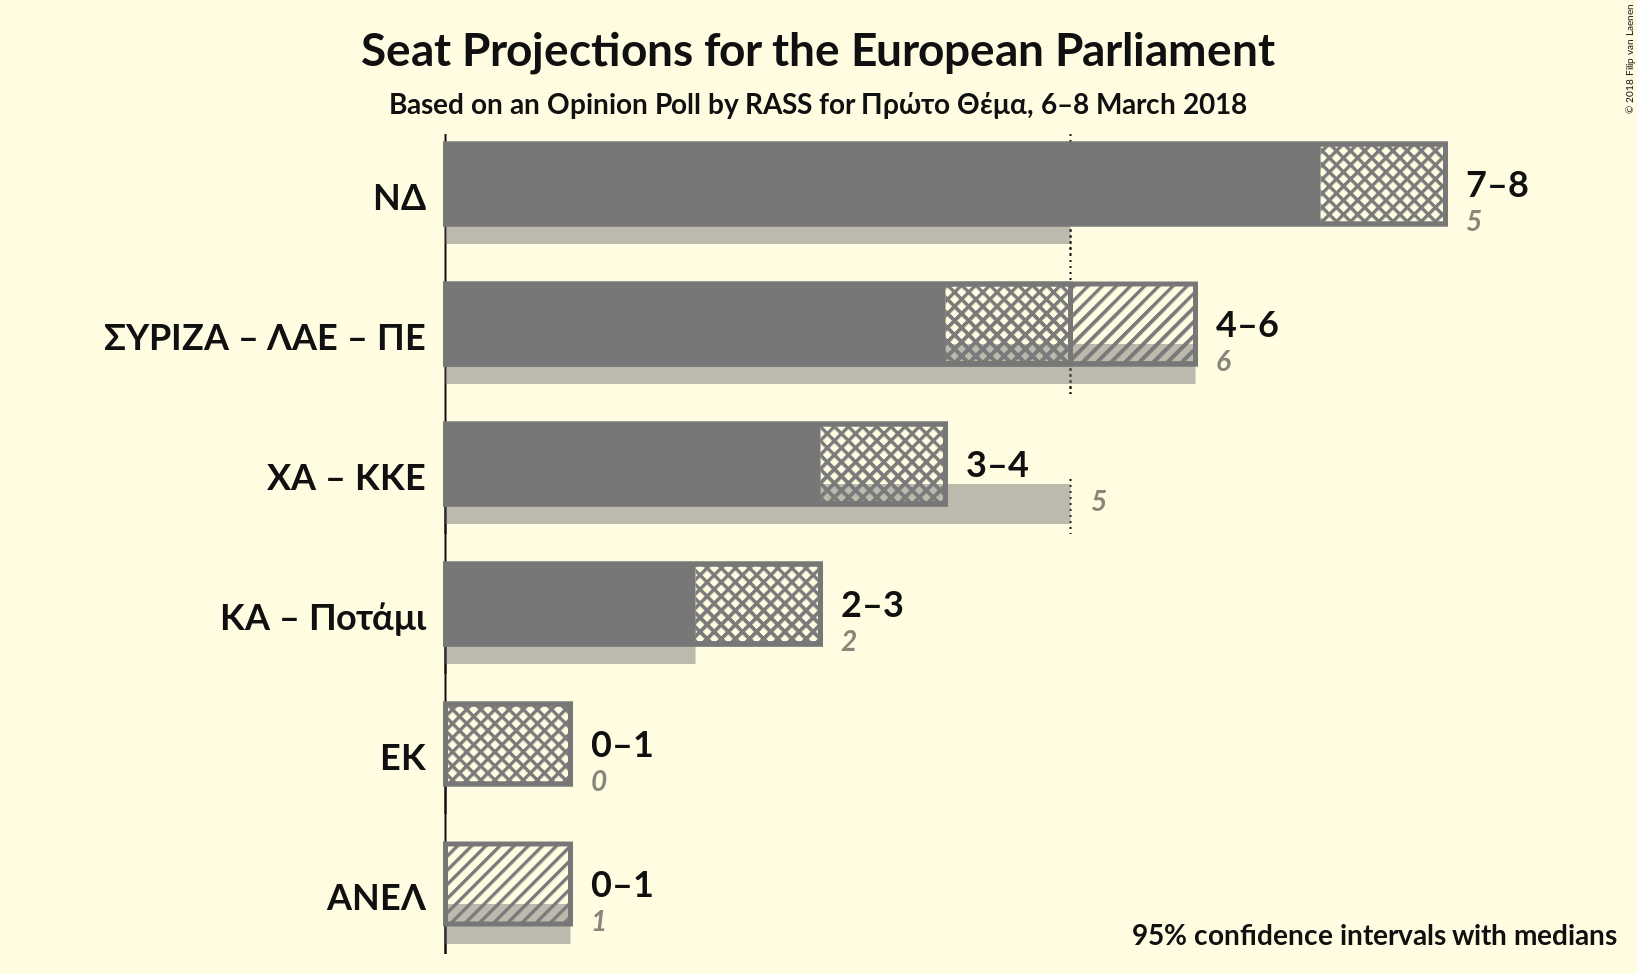 Seat Projections for the European Parliament
Based on an Opinion Poll by RASS for Πρώτο Θέμα, 6–8 March 2018
© 2018 Filip van Laenen
ΝΔ
7–8
5
ΣΥΡΙΖΑ – ΛΑΕ – ΠΕ
4–6
6
ΧΑ – ΚΚΕ
3–4
5
ΚΑ – Ποτάμι
2–3
2
ΕΚ
0–1
0
ΑΝΕΛ
0–1
1
95% confidence intervals with medians